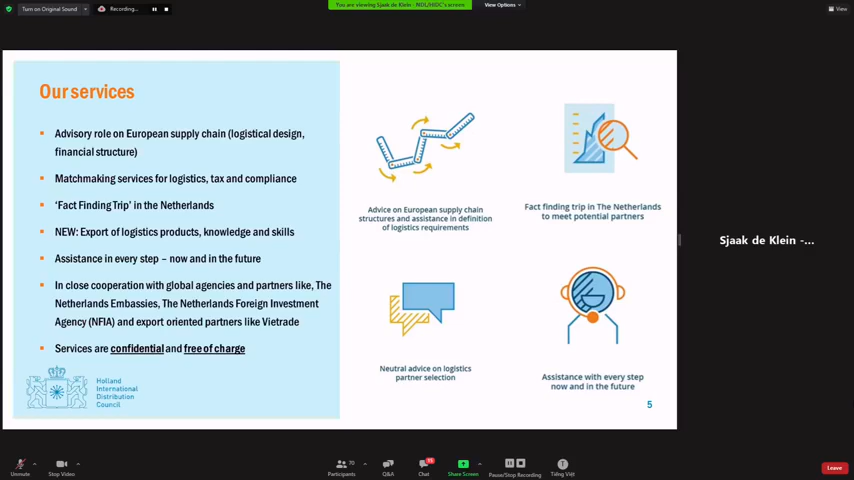 Turn on Original Sound
Recording...
You are viewing Sjaak de Klein - NDL/HIDC's screen
View Options
View
Our services
Advisory role on European supply chain (logistical design,
financial structure)
Matchmaking services for logistics, tax and compliance
‘Fact Finding Trip’ in the Netherlands
NEW: Export of logistics products, knowledge and skills
Assistance in every step – now and in the future
In close cooperation with global agencies and partners like, The
Netherlands Embassies, The Netherlands Foreign Investment
Agency (NFIA) and export oriented partners like Vietrade
Services are confidential and free of charge
Holland
International
Distribution
Council
Advice on European supply chain
structures and assistance in definition
of logistics requirements
Fact finding trip in The Netherlands
to meet potential partners
Neutral advice on logistics
partner selection
Assistance with every step
now and in the future
5
Sjaak de Klein -...
Unmute
Stop Video
Participants
70
Q&A
Chat
Share Screen
Pause/Stop Recording
Tiếng Việt
Leave